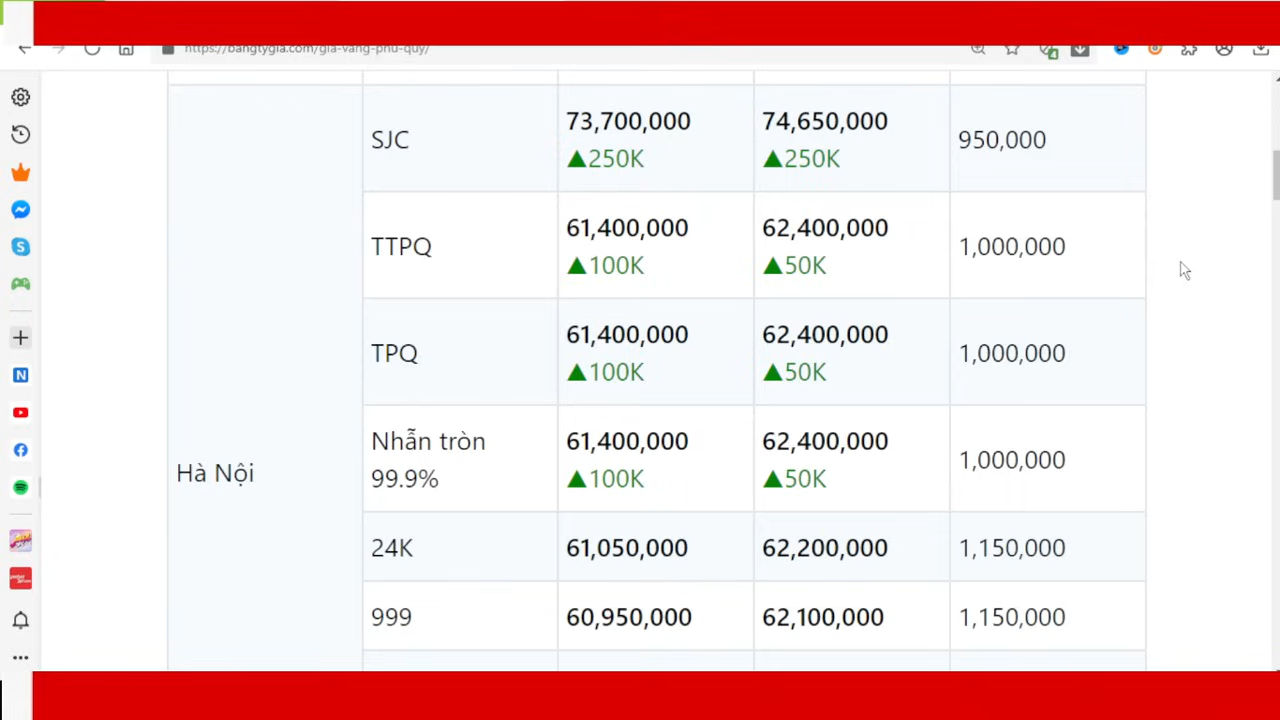 https://bangtygia.com/gia-vang-phu-quy/
4
SJC
73,700,000
▲250K
74,650,000
▲250K
950,000
TTPQ
61,400,000
▲100K
62,400,000
▲50K
1,000,000
TPQ
61,400,000
▲100K
62,400,000
▲50K
1,000,000
Nhẫn tròn
99.9%
61,400,000
▲100K
62,400,000
▲50K
1,000,000
Hà Nội
24K
61,050,000
62,200,000
1,150,000
999
60,950,000
62,100,000
1,150,000